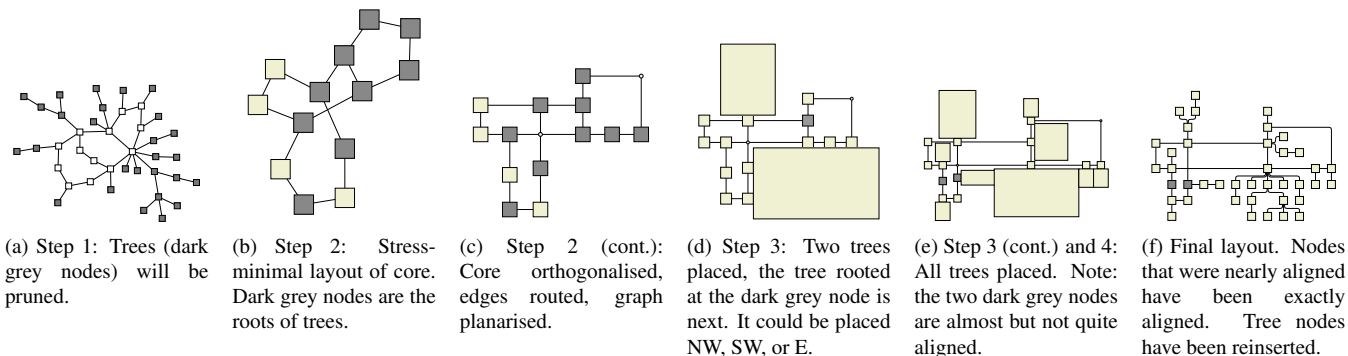 (a) Step 1: Trees (dark
grey nodes) will be
pruned.
(b) Step 2: Stress-
minimal layout of core.
Dark grey nodes are the
roots of trees.
(c) Step 2 (cont.):
Core orthogonalised,
edges routed, graph
planarised.
(d) Step 3: Two trees
placed, the tree rooted
at the dark grey node is
next. It could be placed
NW, SW, or E.
(e) Step 3 (cont.) and 4:
All trees placed. Note:
the two dark grey nodes
are almost but not quite
aligned.
(f) Final layout. Nodes
that were nearly aligned
have been exactly
aligned. Tree nodes
have been reinserted.